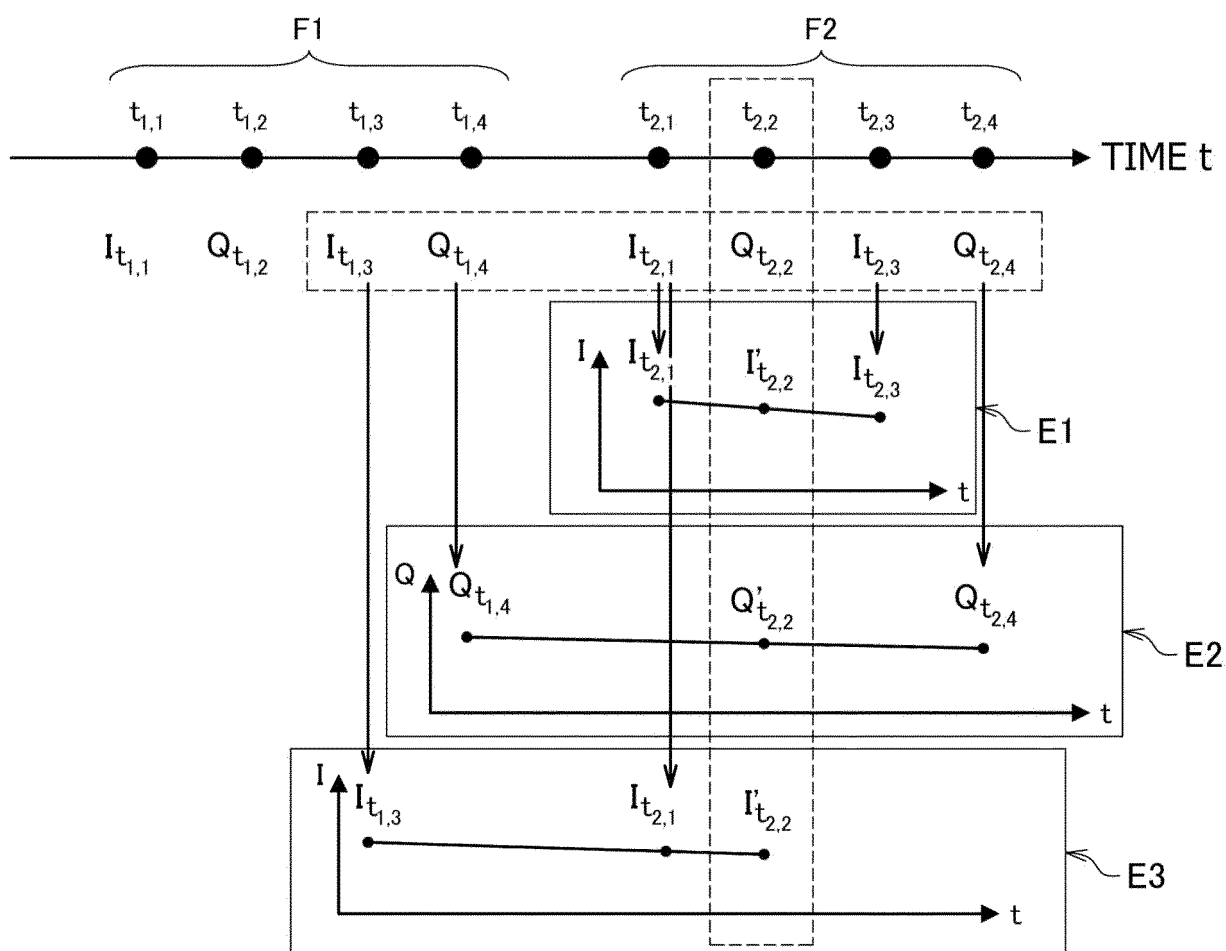 F1 F2
t1,1 t1,2 t1,3 t1,4 t2,1 t2,2 t2,3 t2,4
TIME t
It1,1 Qt1,2 It1,3 Qt1,4 It2,1 Qt2,2 It2,3 Qt2,4
I It2,1 I't2,2 It2,3
E1
t
Q Qt1,4 Q't2,2 Qt2,4
E2
t
I It1,3 It2,1 I't2,2
E3
t